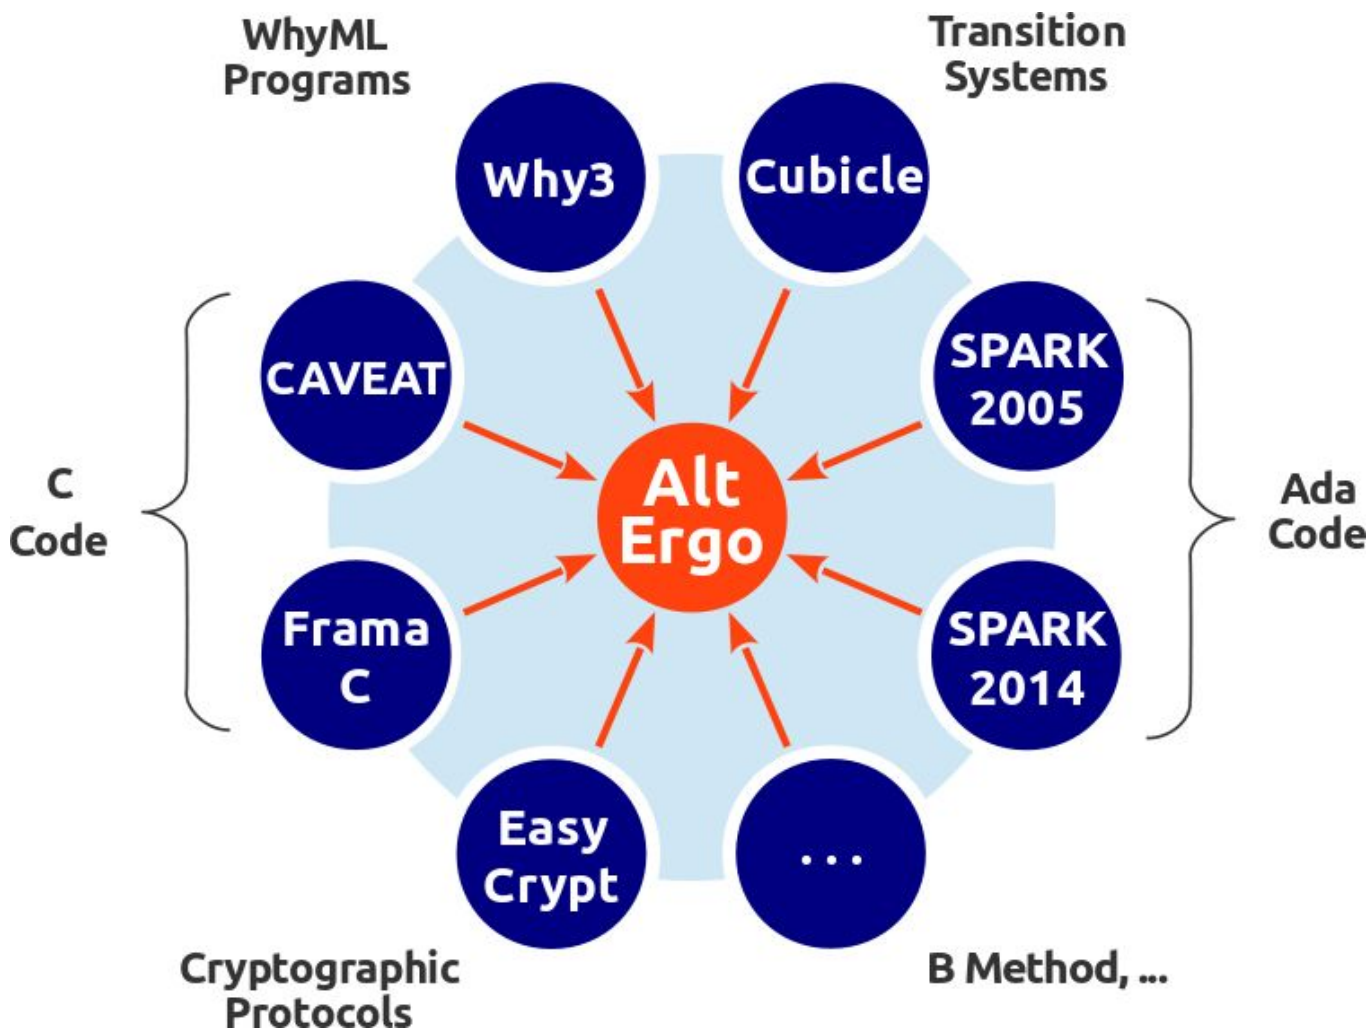 WhyML
Programs
Transition
Systems
Why3
Cubicle
CAVEAT
SPARK
2005
C
Code
Alt
Ergo
Ada
Code
Frama
C
SPARK
2014
Easy
Crypt
...
Cryptographic
Protocols
B Method, ...